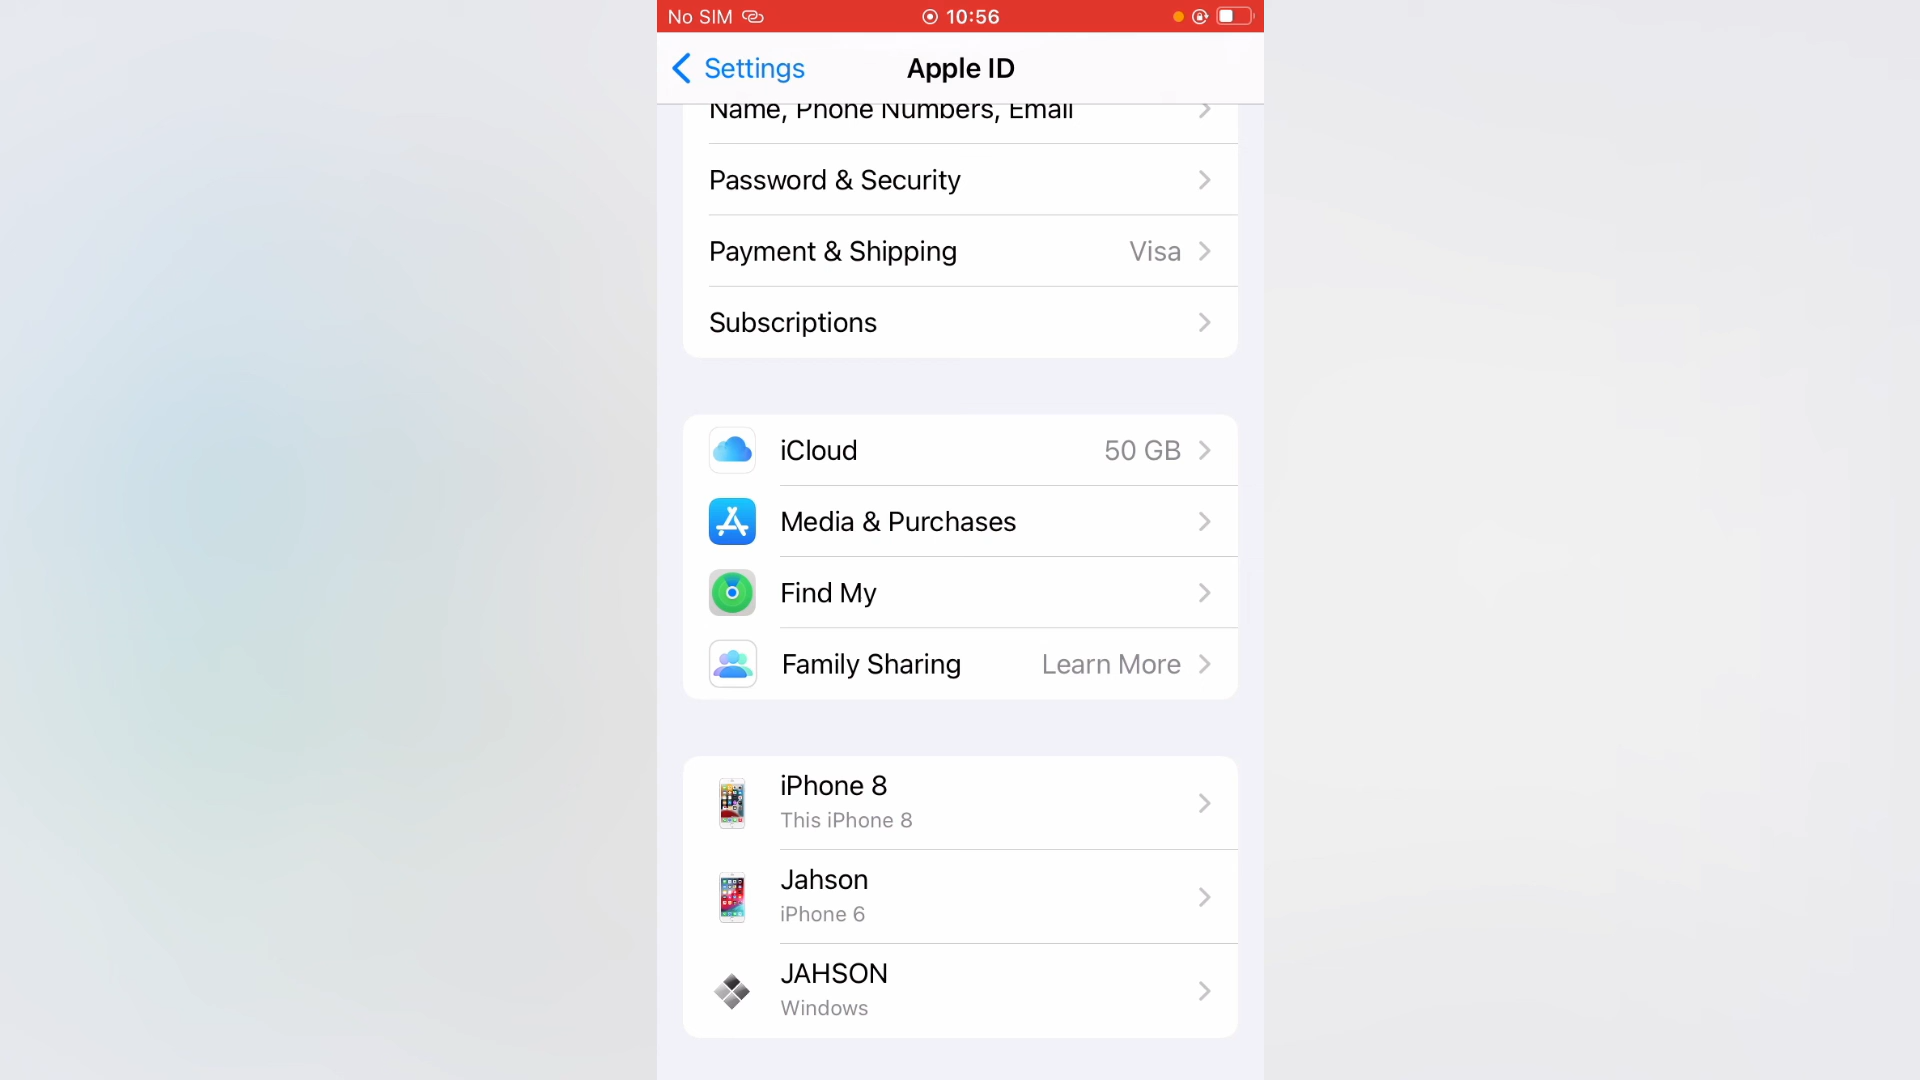 No SIM 10:56
Settings Apple ID
Name, Phone Numbers, Email
Password & Security
Payment & Shipping Visa
Subscriptions
iCloud 50 GB
Media & Purchases
Find My
Family Sharing Learn More
iPhone 8
This iPhone 8
Jahson
iPhone 6
JAHSON
Windows